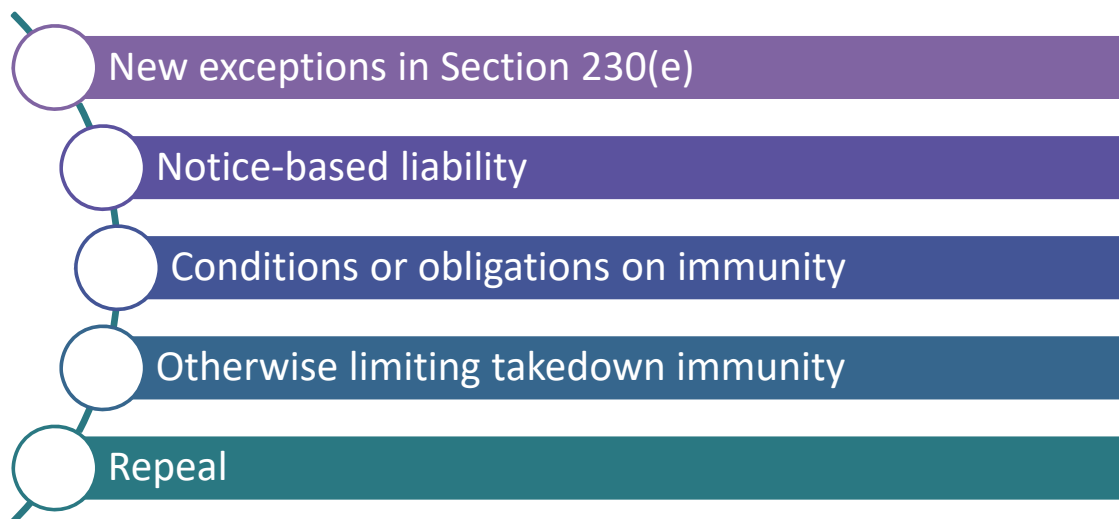 New exceptions in Section 230(e)
Notice-based liability
Conditions or obligations on immunity
Otherwise limiting takedown immunity
Repeal